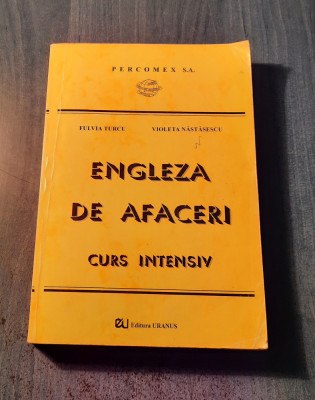 PERCOMEX S.A.
FULVIA TURCU VIOLETA NĂSTĂSESCU
ENGLEZA
DE AFACERI
CURS INTENSIV
Editura URANUS